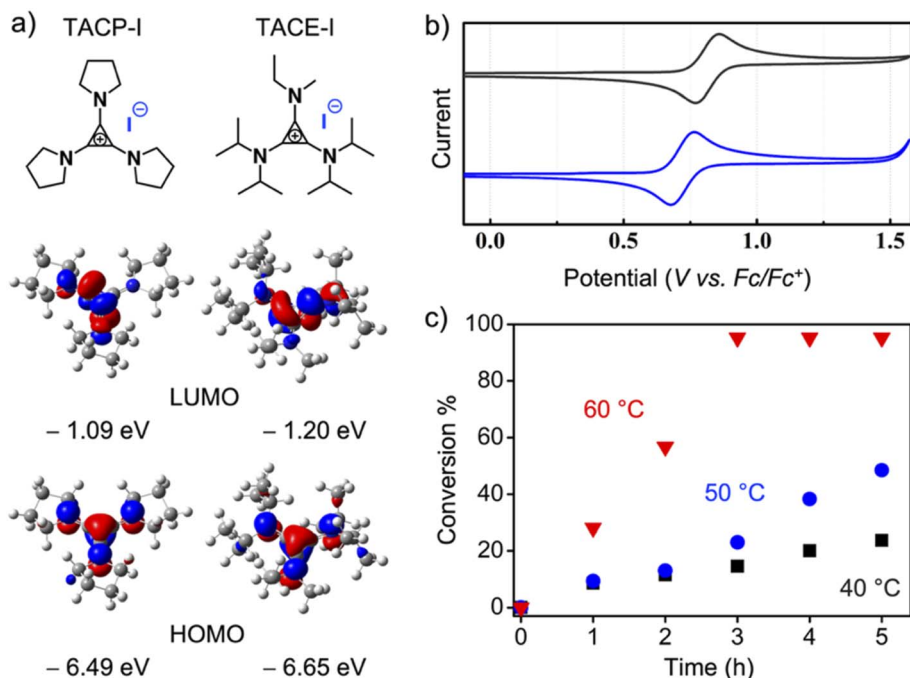 a)
TACP-I
TACE-I
N
N
N
I⊖
⊕
N
N
N
I⊖
⊕
LUMO
– 1.09 eV
– 1.20 eV
HOMO
– 6.49 eV
– 6.65 eV
b)
Current
0.0
0.5
1.0
1.5
Potential (V vs. Fc/Fc⁺)
c)
Conversion %
100
80
60
40
20
0
60 °C
50 °C
40 °C
0
1
2
3
4
5
Time (h)